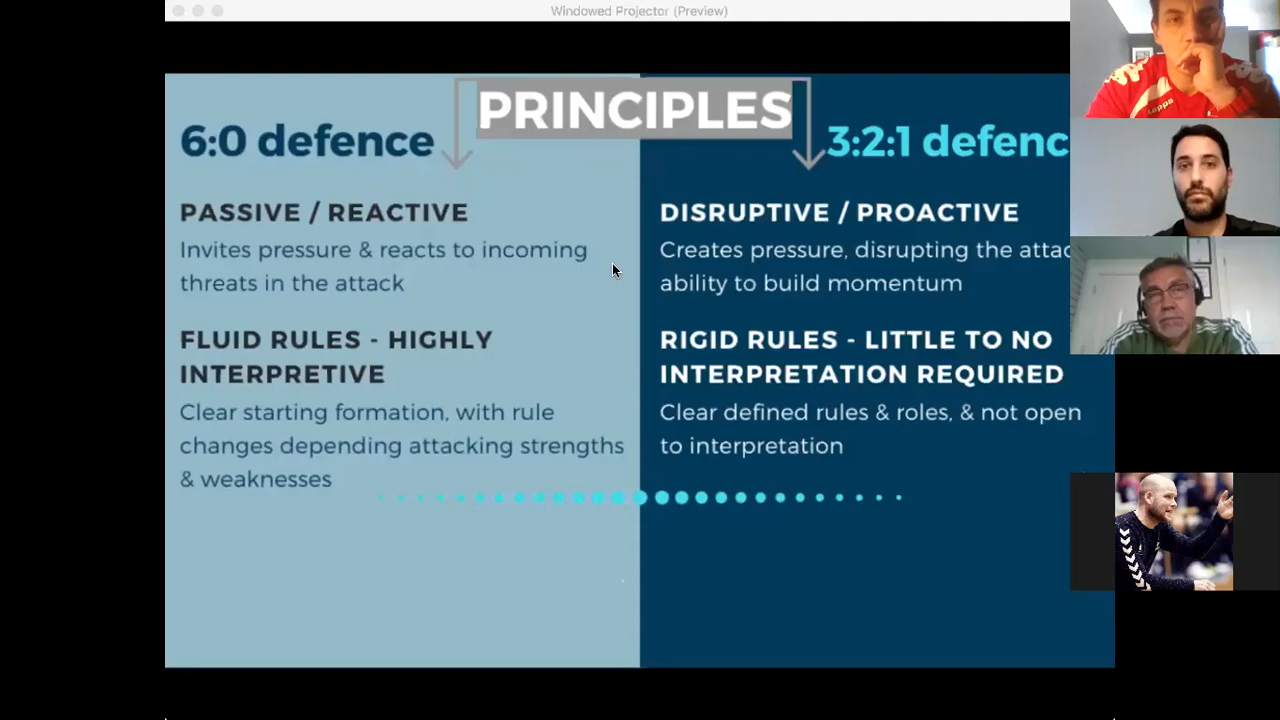 Windowed Projector (Preview)
PRINCIPLES
6:0 defence
PASSIVE / REACTIVE
Invites pressure & reacts to incoming
threats in the attack
FLUID RULES - HIGHLY
INTERPRETIVE
Clear starting formation, with rule
changes depending attacking strengths
& weaknesses
3:2:1 defenc
DISRUPTIVE / PROACTIVE
Creates pressure, disrupting the attac
ability to build momentum
RIGID RULES - LITTLE TO NO
INTERPRETATION REQUIRED
Clear defined rules & roles, & not open
to interpretation
Kappa